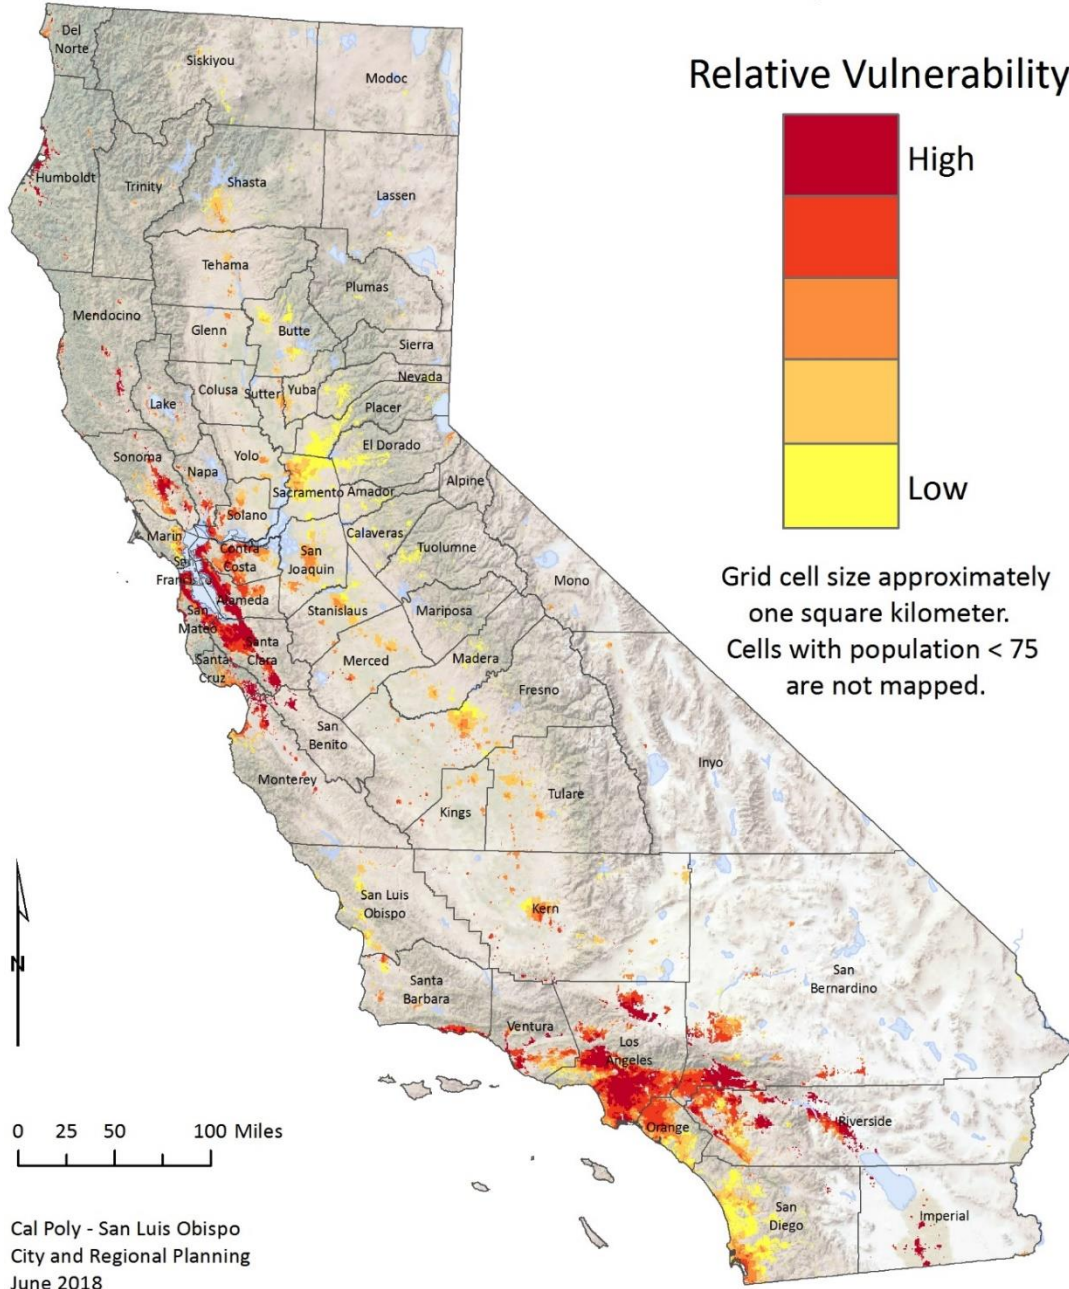 Relative Vulnerability
High
Low
Grid cell size approximately
one square kilometer.
Cells with population < 75
are not mapped.
Del
Norte
Siskiyou
Modoc
Humboldt
Trinity
Shasta
Lassen
Tehama
Plumas
Mendocino
Glenn
Butte
Sierra
Nevada
Colusa
Sutter
Yuba
Lake
Placer
El Dorado
Sonoma
Napa
Yolo
Sacramento
Amador
Alpine
Solano
Calaveras
Marin
Contra
Costa
San
Joaquin
Tuolumne
Mono
Alameda
San
Mateo
Stanislaus
Mariposa
Santa
Clara
Santa
Cruz
Merced
Madera
Fresno
San
Benito
Monterey
Inyo
Kings
Tulare
San Luis
Obispo
Kern
San
Bernardino
Santa
Barbara
Ventura
Los
Angeles
Orange
Riverside
San
Diego
Imperial
N
0 25 50 100 Miles
Cal Poly - San Luis Obispo
City and Regional Planning
June 2018